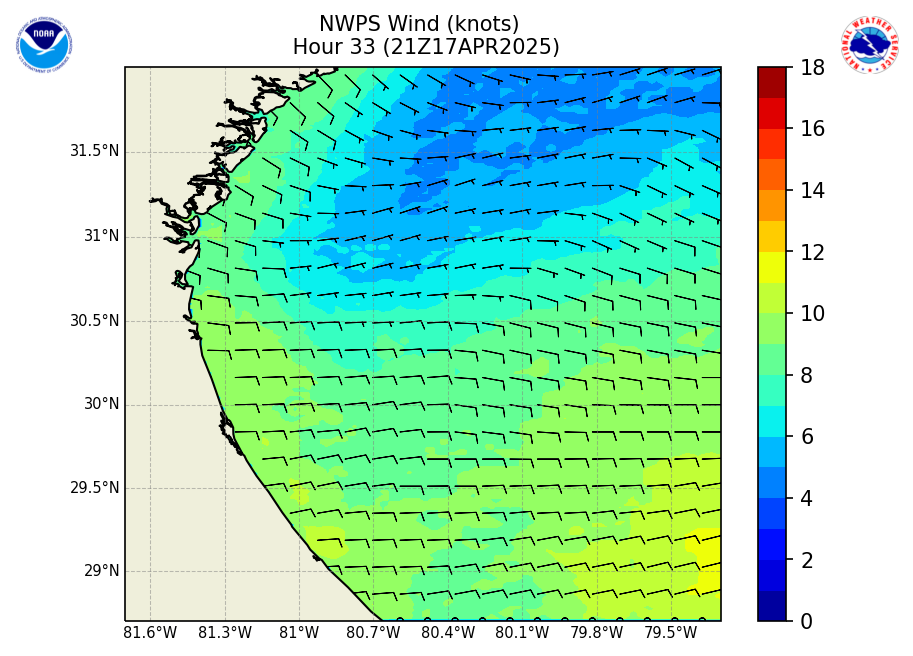 NWPS Wind (knots)
Hour 33 (21Z17APR2025)
NOAA
NATIONAL WEATHER SERVICE
31.5°N
31°N
30.5°N
30°N
29.5°N
29°N
81.6°W 81.3°W 81°W 80.7°W 80.4°W 80.1°W 79.8°W 79.5°W
18
16
14
12
10
8
6
4
2
0